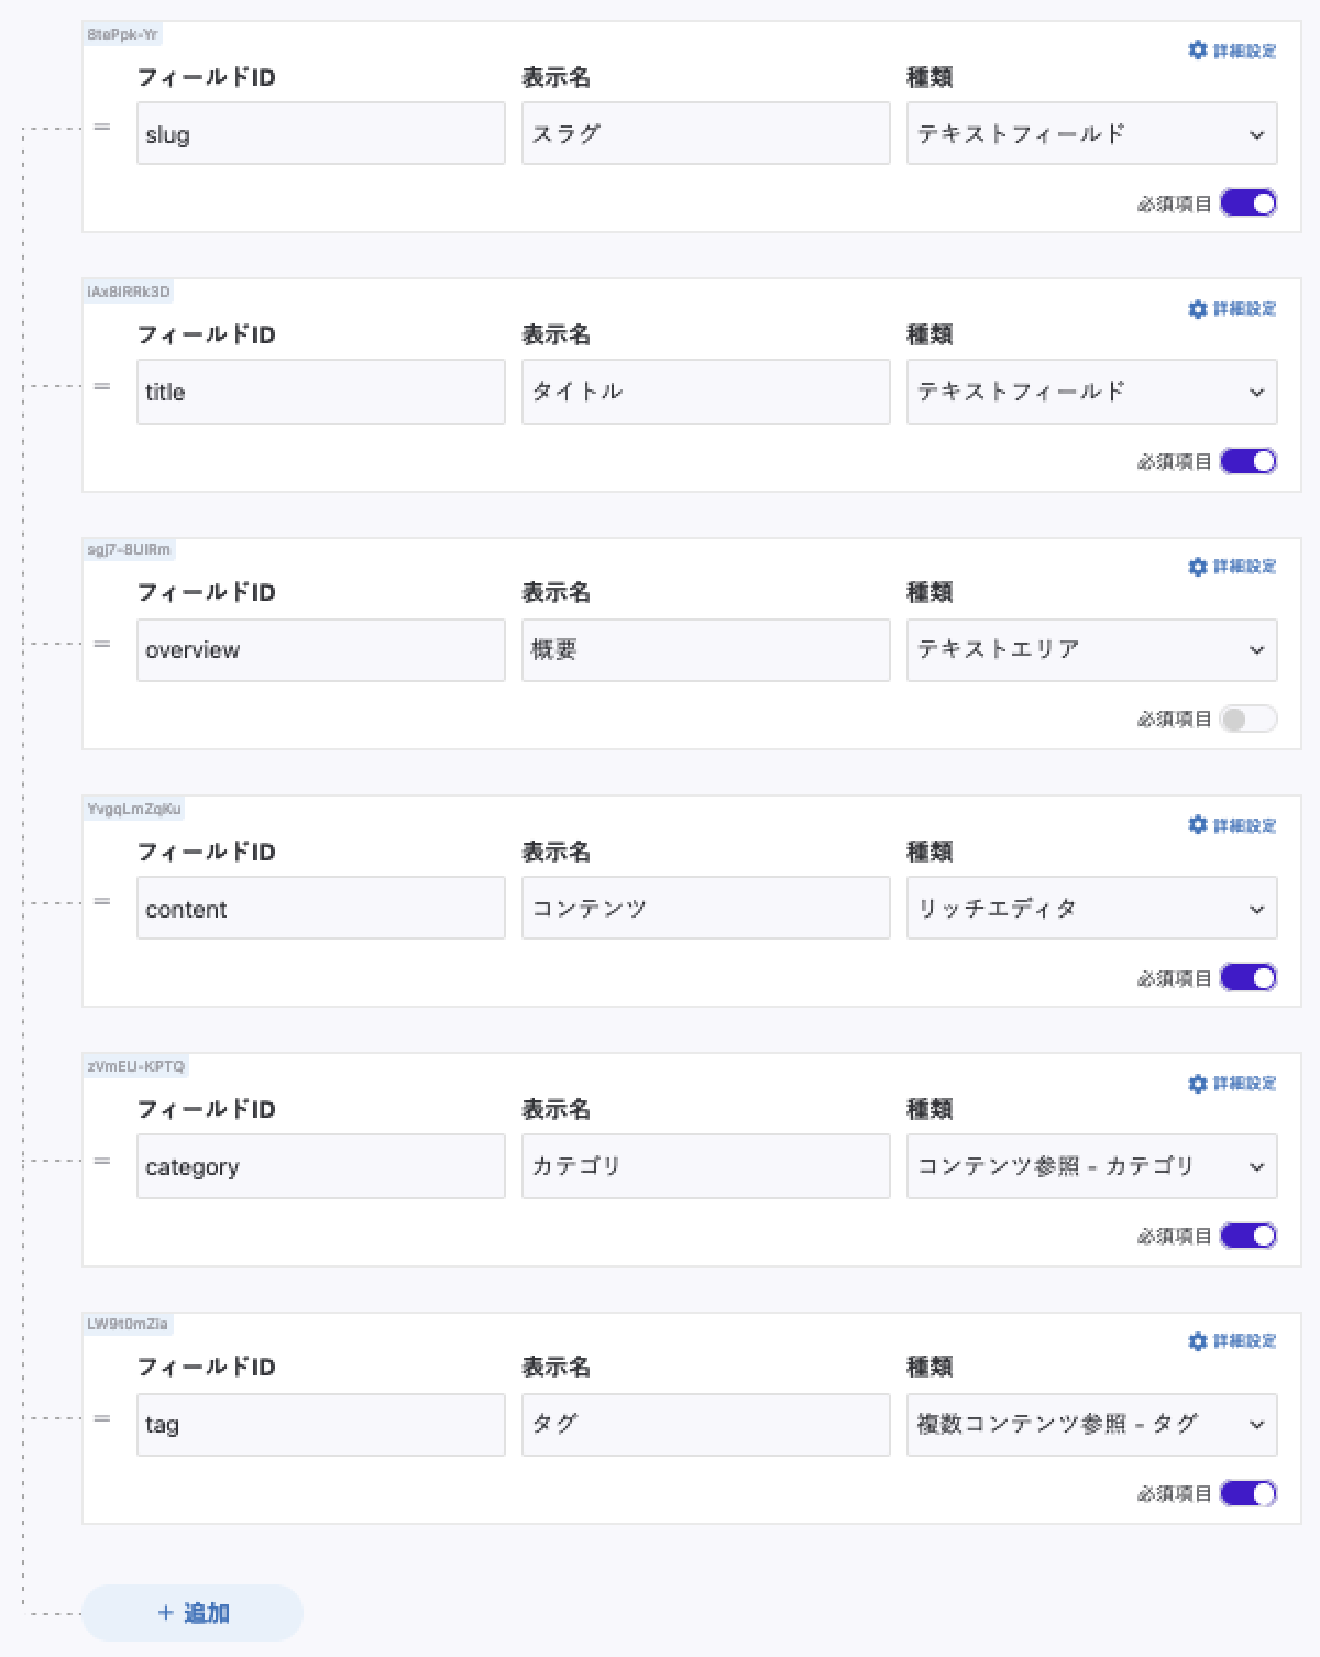 8tePpk-Yr
詳細設定
フィールドID 表示名 種類
slug スラグ テキストフィールド
必須項目
iAx8IRRk3D
詳細設定
フィールドID 表示名 種類
title タイトル テキストフィールド
必須項目
sgj7-8UIRm
詳細設定
フィールドID 表示名 種類
overview 概要 テキストエリア
必須項目
YvgqLmZqKu
詳細設定
フィールドID 表示名 種類
content コンテンツ リッチエディタ
必須項目
zVmEU-KPTQ
詳細設定
フィールドID 表示名 種類
category カテゴリ コンテンツ参照 - カテゴリ
必須項目
LW9t0mZia
詳細設定
フィールドID 表示名 種類
tag タグ 複数コンテンツ参照 - タグ
必須項目
+ 追加